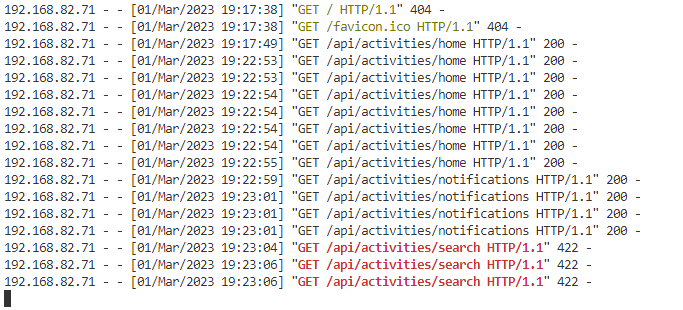 192.168.82.71 - - [01/Mar/2023 19:17:38] "GET / HTTP/1.1" 404 -
192.168.82.71 - - [01/Mar/2023 19:17:38] "GET /favicon.ico HTTP/1.1" 404 -
192.168.82.71 - - [01/Mar/2023 19:17:49] "GET /api/activities/home HTTP/1.1" 200 -
192.168.82.71 - - [01/Mar/2023 19:22:53] "GET /api/activities/home HTTP/1.1" 200 -
192.168.82.71 - - [01/Mar/2023 19:22:53] "GET /api/activities/home HTTP/1.1" 200 -
192.168.82.71 - - [01/Mar/2023 19:22:54] "GET /api/activities/home HTTP/1.1" 200 -
192.168.82.71 - - [01/Mar/2023 19:22:54] "GET /api/activities/home HTTP/1.1" 200 -
192.168.82.71 - - [01/Mar/2023 19:22:54] "GET /api/activities/home HTTP/1.1" 200 -
192.168.82.71 - - [01/Mar/2023 19:22:54] "GET /api/activities/home HTTP/1.1" 200 -
192.168.82.71 - - [01/Mar/2023 19:22:55] "GET /api/activities/home HTTP/1.1" 200 -
192.168.82.71 - - [01/Mar/2023 19:22:59] "GET /api/activities/notifications HTTP/1.1" 200 -
192.168.82.71 - - [01/Mar/2023 19:23:01] "GET /api/activities/notifications HTTP/1.1" 200 -
192.168.82.71 - - [01/Mar/2023 19:23:01] "GET /api/activities/notifications HTTP/1.1" 200 -
192.168.82.71 - - [01/Mar/2023 19:23:01] "GET /api/activities/notifications HTTP/1.1" 200 -
192.168.82.71 - - [01/Mar/2023 19:23:04] "GET /api/activities/search HTTP/1.1" 422 -
192.168.82.71 - - [01/Mar/2023 19:23:06] "GET /api/activities/search HTTP/1.1" 422 -
192.168.82.71 - - [01/Mar/2023 19:23:06] "GET /api/activities/search HTTP/1.1" 422 -